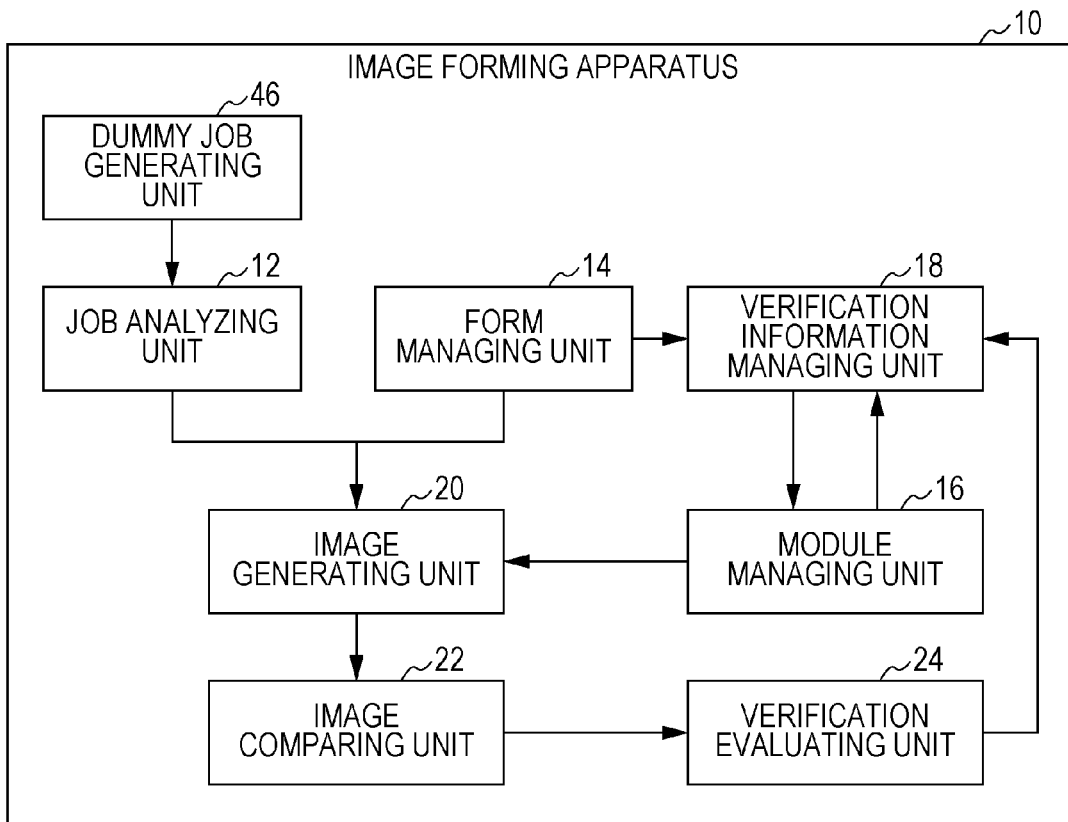 10
IMAGE FORMING APPARATUS
46
DUMMY JOB
GENERATING
UNIT
12
JOB ANALYZING
UNIT
14
FORM
MANAGING UNIT
18
VERIFICATION
INFORMATION
MANAGING UNIT
20
IMAGE
GENERATING UNIT
16
MODULE
MANAGING UNIT
22
IMAGE
COMPARING UNIT
24
VERIFICATION
EVALUATING UNIT